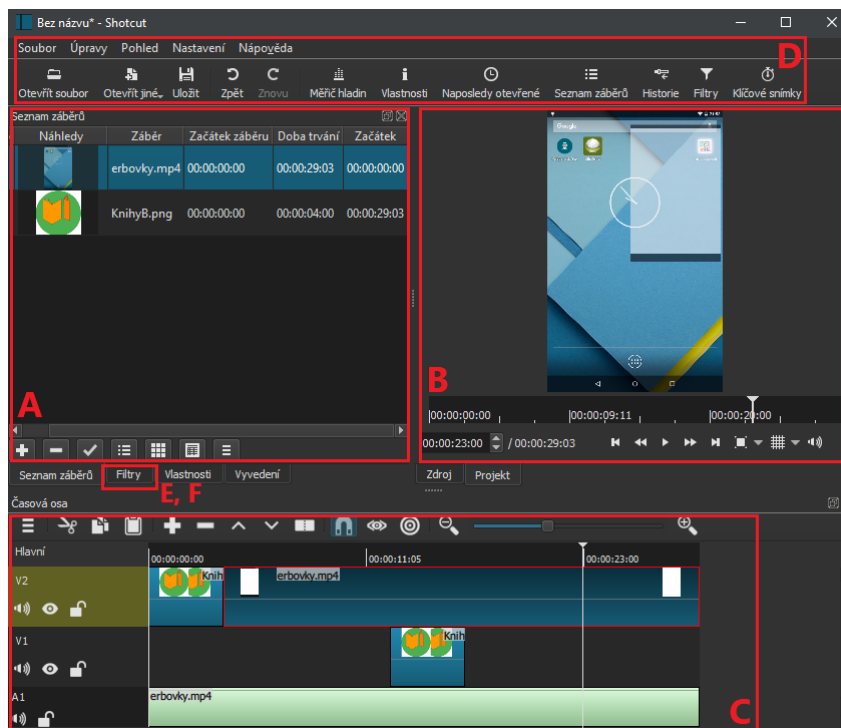 Bez názvu* - Shotcut
Soubor Úpravy Pohled Nastavení Nápověda
D
Otevřít soubor Otevřít jiné Uložit Zpět Znovu Měřič hladin Vlastnosti Naposledy otevřené Seznam záběrů Historie Filtry Klíčové snímky
Seznam záběrů
Náhledy Záběr Začátek záběru Doba trvání Začátek
erbovky.mp4 00:00:00:00 00:00:29:03 00:00:00:00
KnihyB.png 00:00:00:00 00:00:04:00 00:00:29:03
A
Google
B
00:00:00:00 00:00:09:11 00:00:20:00
00:00:23:00 / 00:00:29:03
Seznam záběrů Filtry Vlastnosti Vyvedení
E, F
Zdroj Projekt
Časová osa
Hlavní
00:00:00:00 00:00:11:05 00:00:23:00
V2
Knih erbovky.mp4
V1
Knih
A1
erbovky.mp4
C